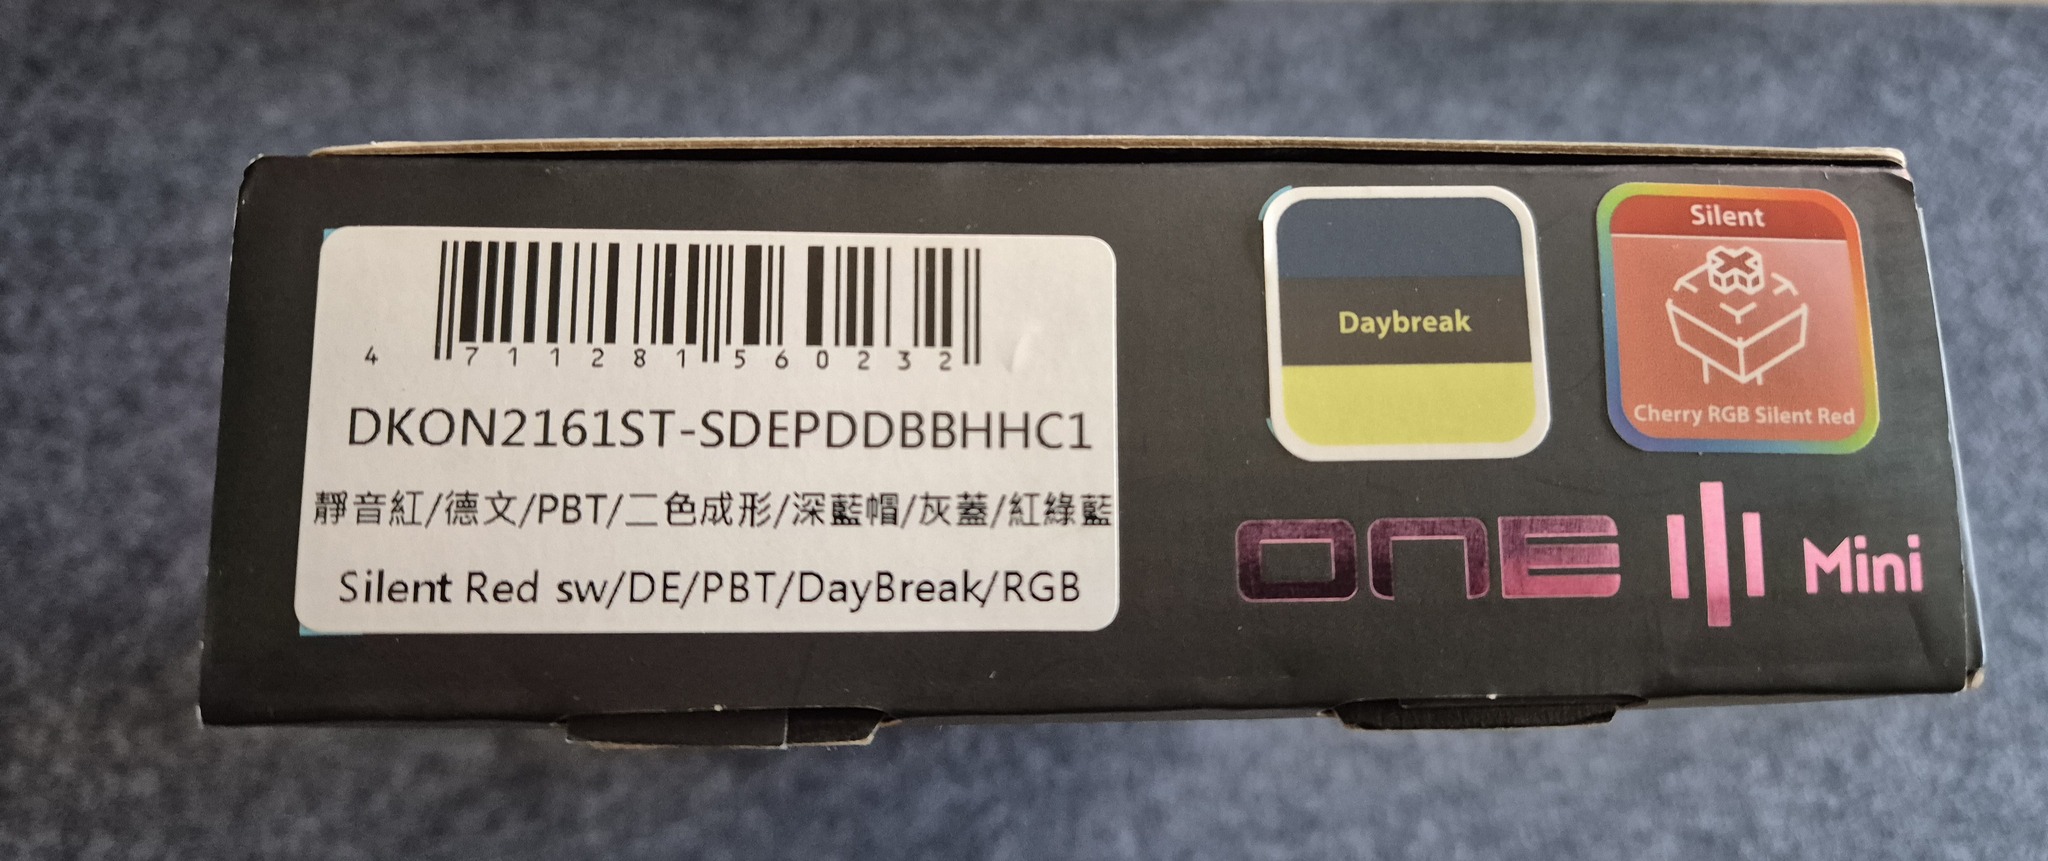 4 711281 560232
DKON2161ST-SDEPDDBBHHC1
靜音紅/德文/PBT/二色成形/深藍帽/灰蓋/紅綠藍
Silent Red sw/DE/PBT/DayBreak/RGB
Daybreak
Silent
Cherry RGB Silent Red
ONE
Mini